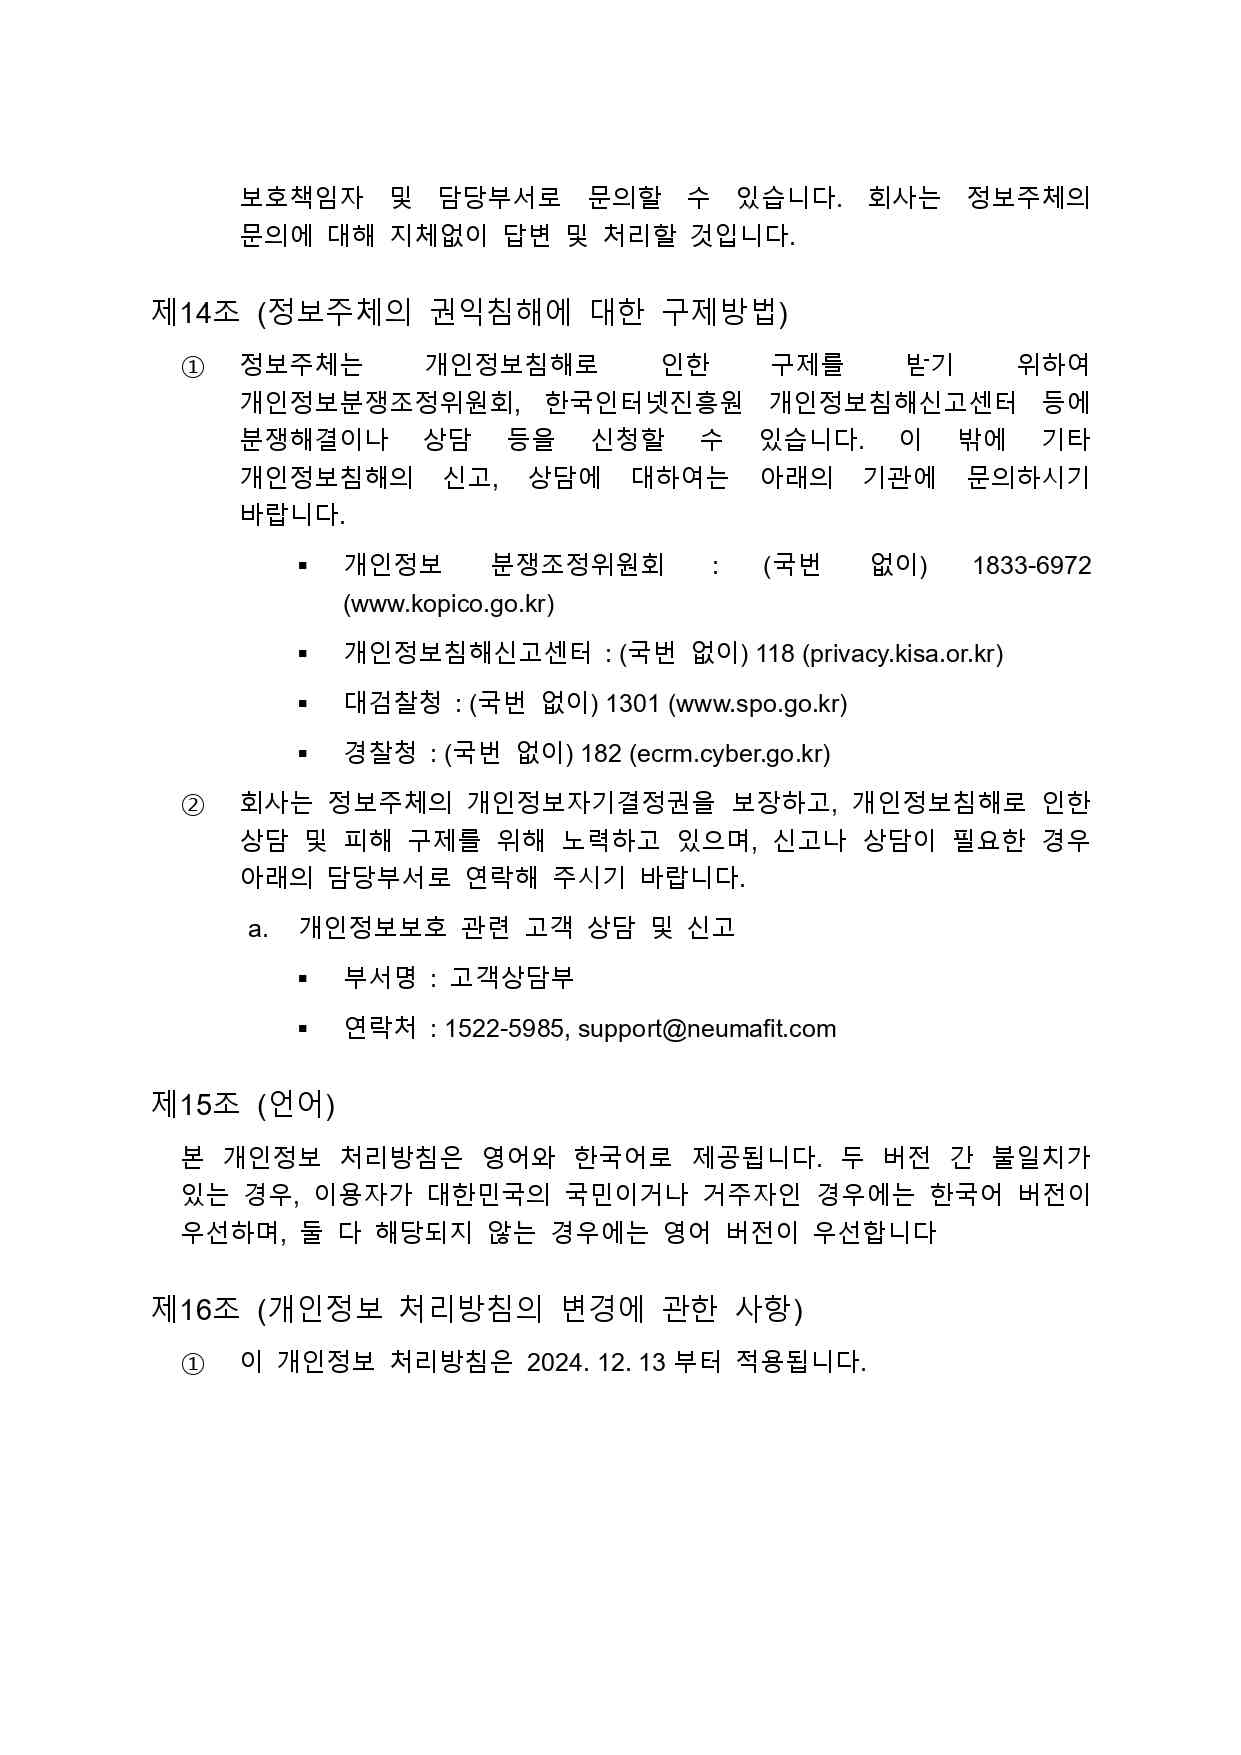 보호책임자 및 담당부서로 문의할 수 있습니다. 회사는 정보주체의
문의에 대해 지체없이 답변 및 처리할 것입니다.
제14조 (정보주체의 권익침해에 대한 구제방법)
① 정보주체는 개인정보침해로 인한 구제를 받기 위하여
개인정보분쟁조정위원회, 한국인터넷진흥원 개인정보침해신고센터 등에
분쟁해결이나 상담 등을 신청할 수 있습니다. 이 밖에 기타
개인정보침해의 신고, 상담에 대하여는 아래의 기관에 문의하시기
바랍니다.
▪ 개인정보 분쟁조정위원회 : (국번 없이) 1833-6972
(www.kopico.go.kr)
▪ 개인정보침해신고센터 : (국번 없이) 118 (privacy.kisa.or.kr)
▪ 대검찰청 : (국번 없이) 1301 (www.spo.go.kr)
▪ 경찰청 : (국번 없이) 182 (ecrm.cyber.go.kr)
② 회사는 정보주체의 개인정보자기결정권을 보장하고, 개인정보침해로 인한
상담 및 피해 구제를 위해 노력하고 있으며, 신고나 상담이 필요한 경우
아래의 담당부서로 연락해 주시기 바랍니다.
a. 개인정보보호 관련 고객 상담 및 신고
▪ 부서명 : 고객상담부
▪ 연락처 : 1522-5985, support@neumafit.com
제15조 (언어)
본 개인정보 처리방침은 영어와 한국어로 제공됩니다. 두 버전 간 불일치가
있는 경우, 이용자가 대한민국의 국민이거나 거주자인 경우에는 한국어 버전이
우선하며, 둘 다 해당되지 않는 경우에는 영어 버전이 우선합니다
제16조 (개인정보 처리방침의 변경에 관한 사항)
① 이 개인정보 처리방침은 2024. 12. 13 부터 적용됩니다.